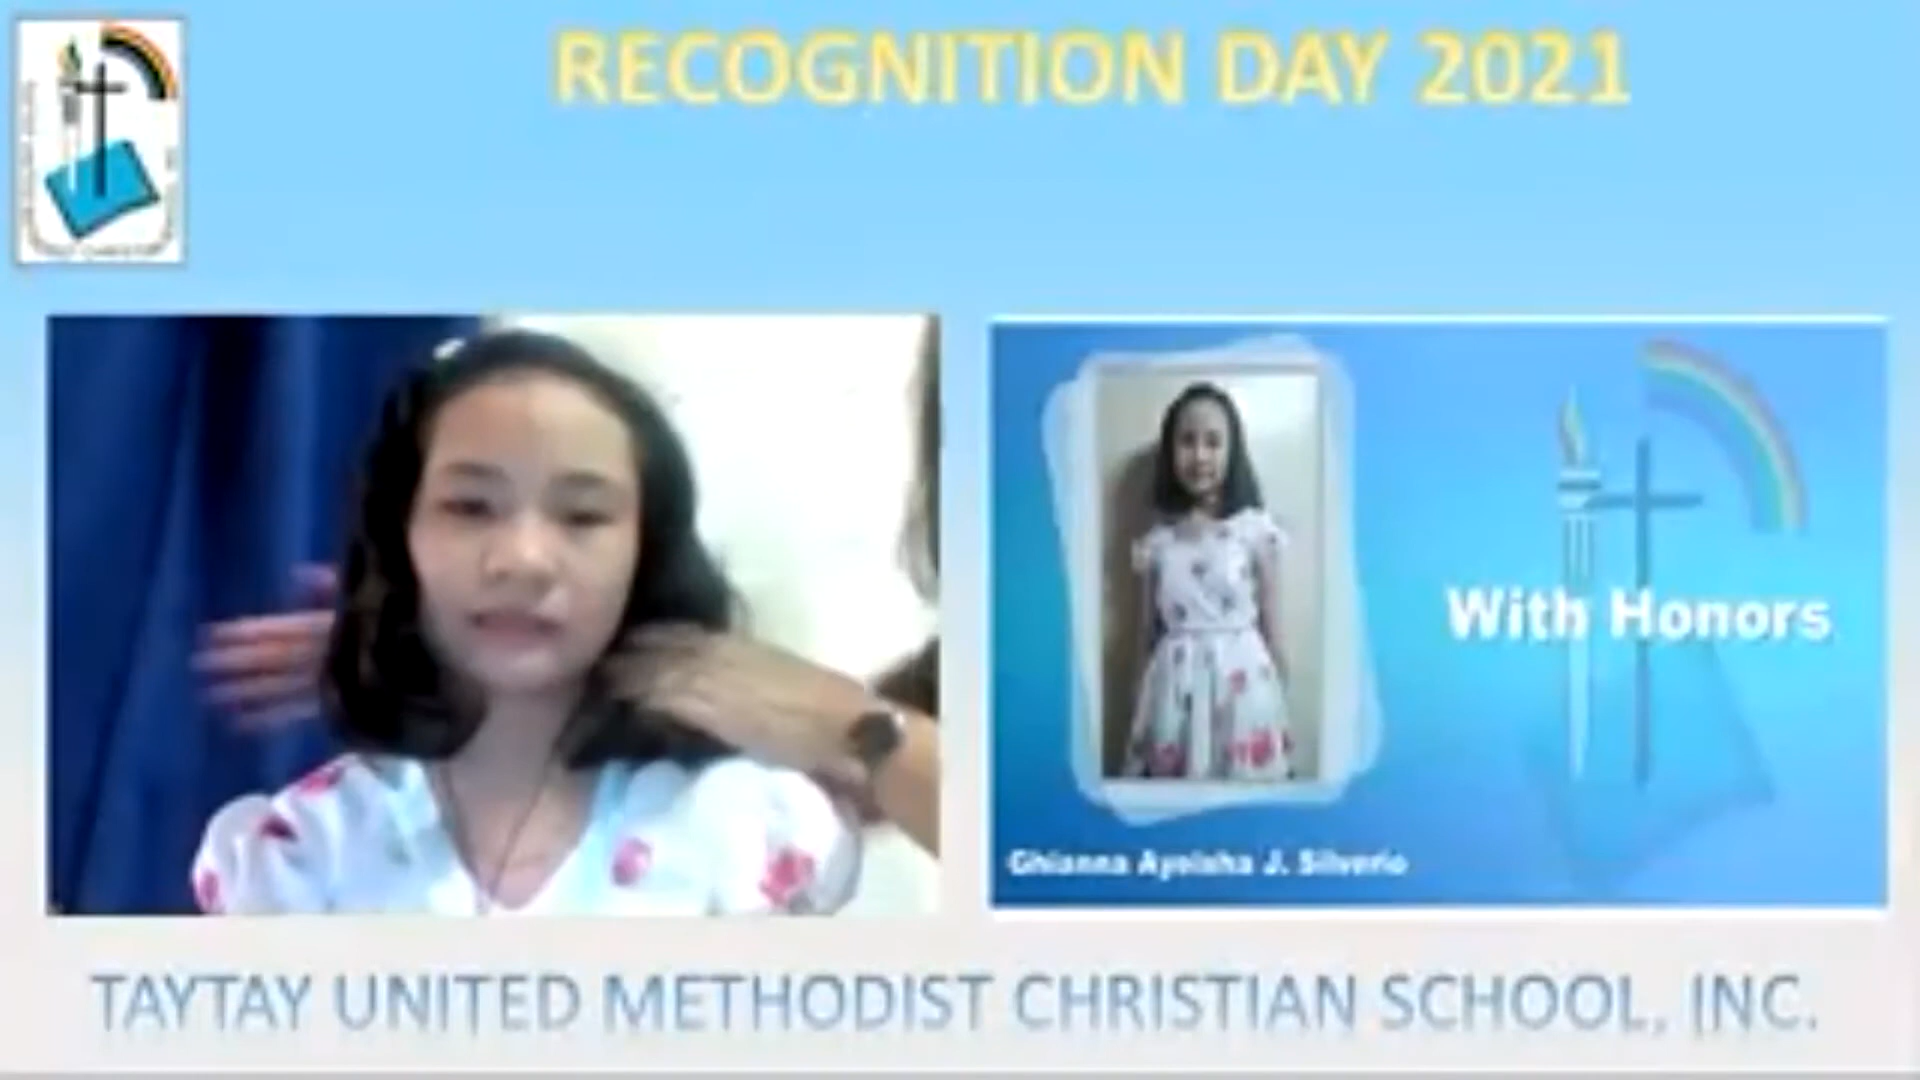 RECOGNITION DAY 2021
With Honors
Ghianna Ayeisha J. Silverio
TAYTAY UNITED METHODIST CHRISTIAN SCHOOL, INC.